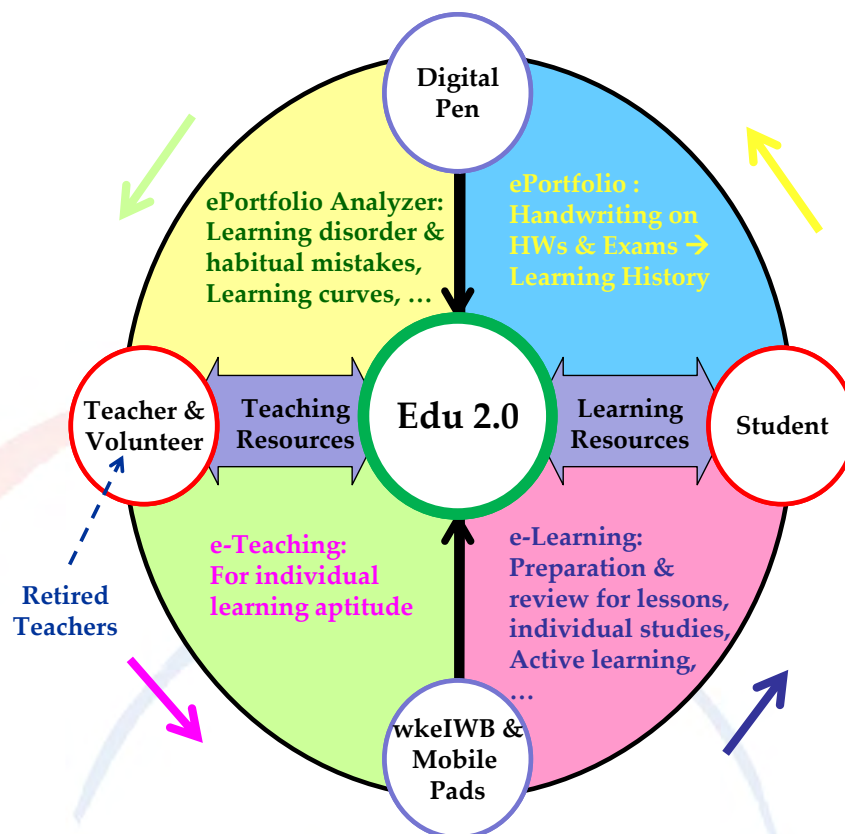 Digital
Pen
ePortfolio Analyzer:
Learning disorder &
habitual mistakes,
Learning curves, …
ePortfolio :
Handwriting on
HWs & Exams →
Learning History
Teacher &
Volunteer
Teaching
Resources
Edu 2.0
Learning
Resources
Student
e-Teaching:
For individual
learning aptitude
e-Learning:
Preparation &
review for lessons,
individual studies,
Active learning,
…
Retired
Teachers
wkeIWB &
Mobile
Pads